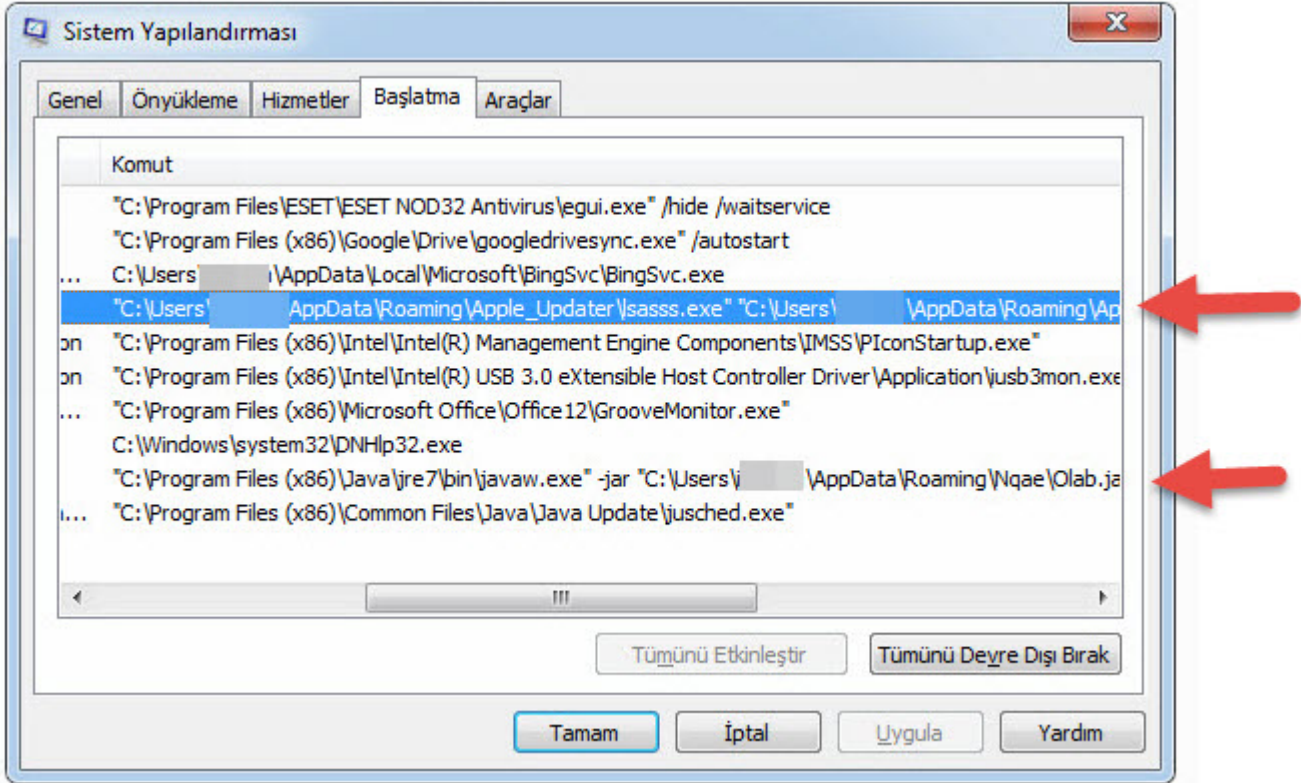 Sistem Yapılandırması
Genel Önyükleme Hizmetler Başlatma Araçlar
Komut
"C:\Program Files\ESET\ESET NOD32 Antivirus\egui.exe" /hide /waitservice
"C:\Program Files (x86)\Google\Drive\googledrivesync.exe" /autostart
... C:\Users \AppData\Local\Microsoft\BingSvc\BingSvc.exe
"C:\Users\ AppData\Roaming\Apple_Updater\lsasss.exe" "C:\Users\ \AppData\Roaming\Ap
on "C:\Program Files (x86)\Intel\Intel(R) Management Engine Components\IMSS\PIconStartup.exe"
on "C:\Program Files (x86)\Intel\Intel(R) USB 3.0 eXtensible Host Controller Driver\Application\iusb3mon.exe
... "C:\Program Files (x86)\Microsoft Office\Office12\GrooveMonitor.exe"
C:\Windows\system32\DNHlp32.exe
"C:\Program Files (x86)\Java\jre7\bin\javaw.exe" -jar "C:\Users\i \AppData\Roaming\Nqae\Olab.ja
... "C:\Program Files (x86)\Common Files\Java\Java Update\jusched.exe"
Tümünü Etkinleştir Tümünü Devre Dışı Bırak
Tamam İptal Uygula Yardım